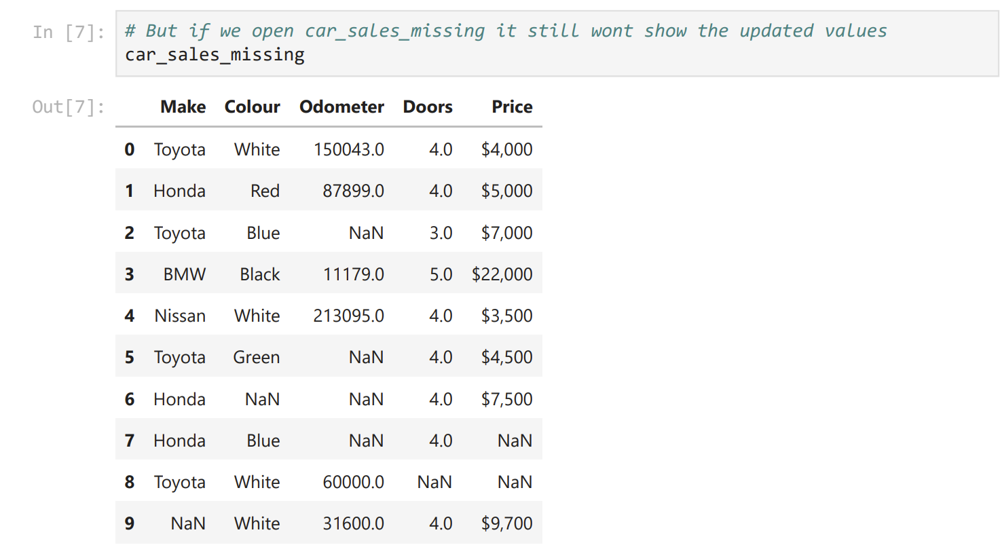 In [7]: # But if we open car_sales_missing it still wont show the updated values
car_sales_missing
Out[7]: Make Colour Odometer Doors Price
0 Toyota White 150043.0 4.0 $4,000
1 Honda Red 87899.0 4.0 $5,000
2 Toyota Blue NaN 3.0 $7,000
3 BMW Black 11179.0 5.0 $22,000
4 Nissan White 213095.0 4.0 $3,500
5 Toyota Green NaN 4.0 $4,500
6 Honda NaN NaN 4.0 $7,500
7 Honda Blue NaN 4.0 NaN
8 Toyota White 60000.0 NaN NaN
9 NaN White 31600.0 4.0 $9,700